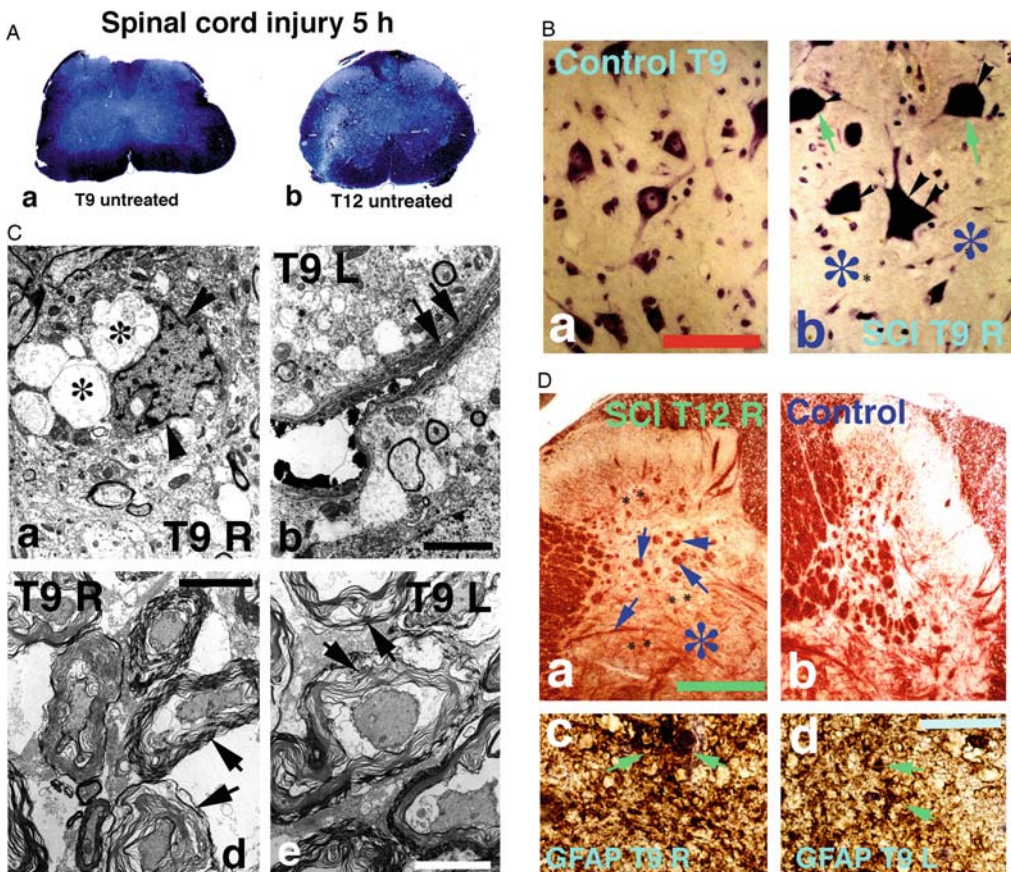 Spinal cord injury 5 h
A
a
T9 untreated
b
T12 untreated
B
Control T9
a
b
SCI T9 R
*
*
*
C
*
*
a
T9 R
T9 L
b
T9 R
d
T9 L
e
D
SCI T12 R
* *
* *
* *
*
a
Control
b
c
GFAP T9 R
d
GFAP T9 L